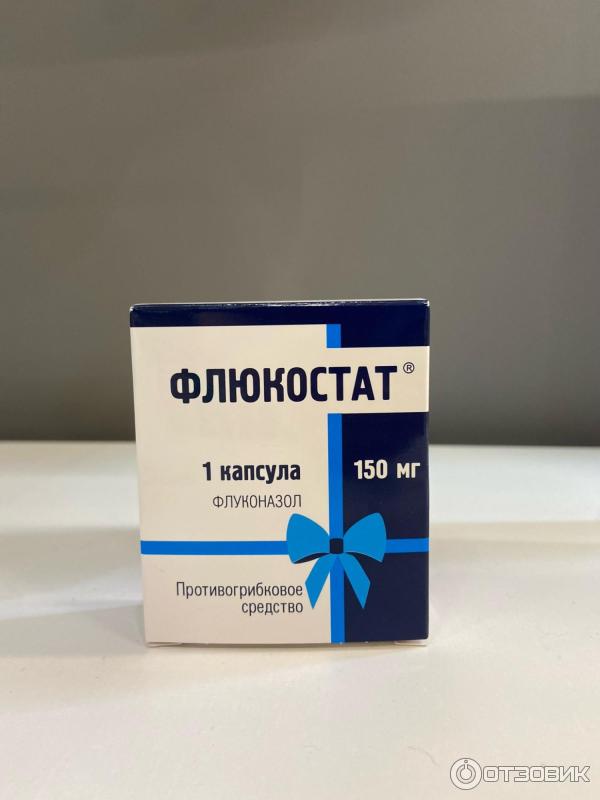 ФЛЮКОСТАТ®
1 капсула 150 мг
ФЛУКОНАЗОЛ
Противогрибковое
средство
ОТЗОВИК